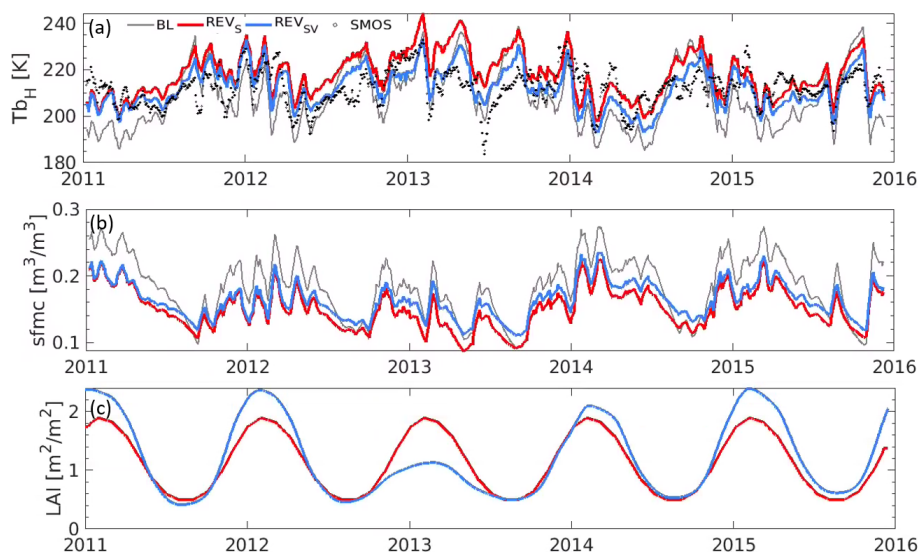 (a)
BL REV_S REV_SV SMOS
Tb_H [K]
240
220
200
180
2011 2012 2013 2014 2015 2016
(b)
sfmc [m³/m³]
0.3
0.2
0.1
2011 2012 2013 2014 2015 2016
(c)
LAI [m²/m²]
2
1
0
2011 2012 2013 2014 2015 2016